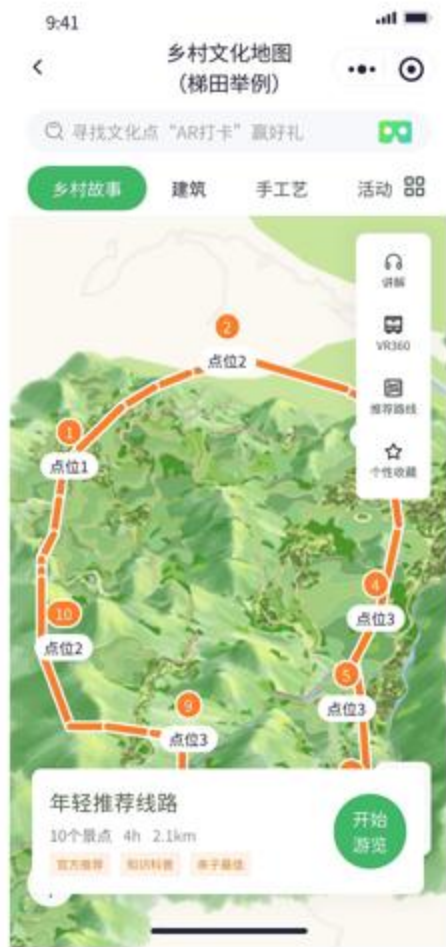 9:41
乡村文化地图
（梯田举例）
寻找文化点“AR打卡”赢好礼
乡村故事 建筑 手工艺 活动
讲解
VR360
推荐路线
个性收藏
2
点位2
1
点位1
4
点位3
10
点位2
5
点位3
9
点位3
年轻推荐线路
10个景点 4h 2.1km
官方推荐 知识科普 亲子最佳
开始
游览